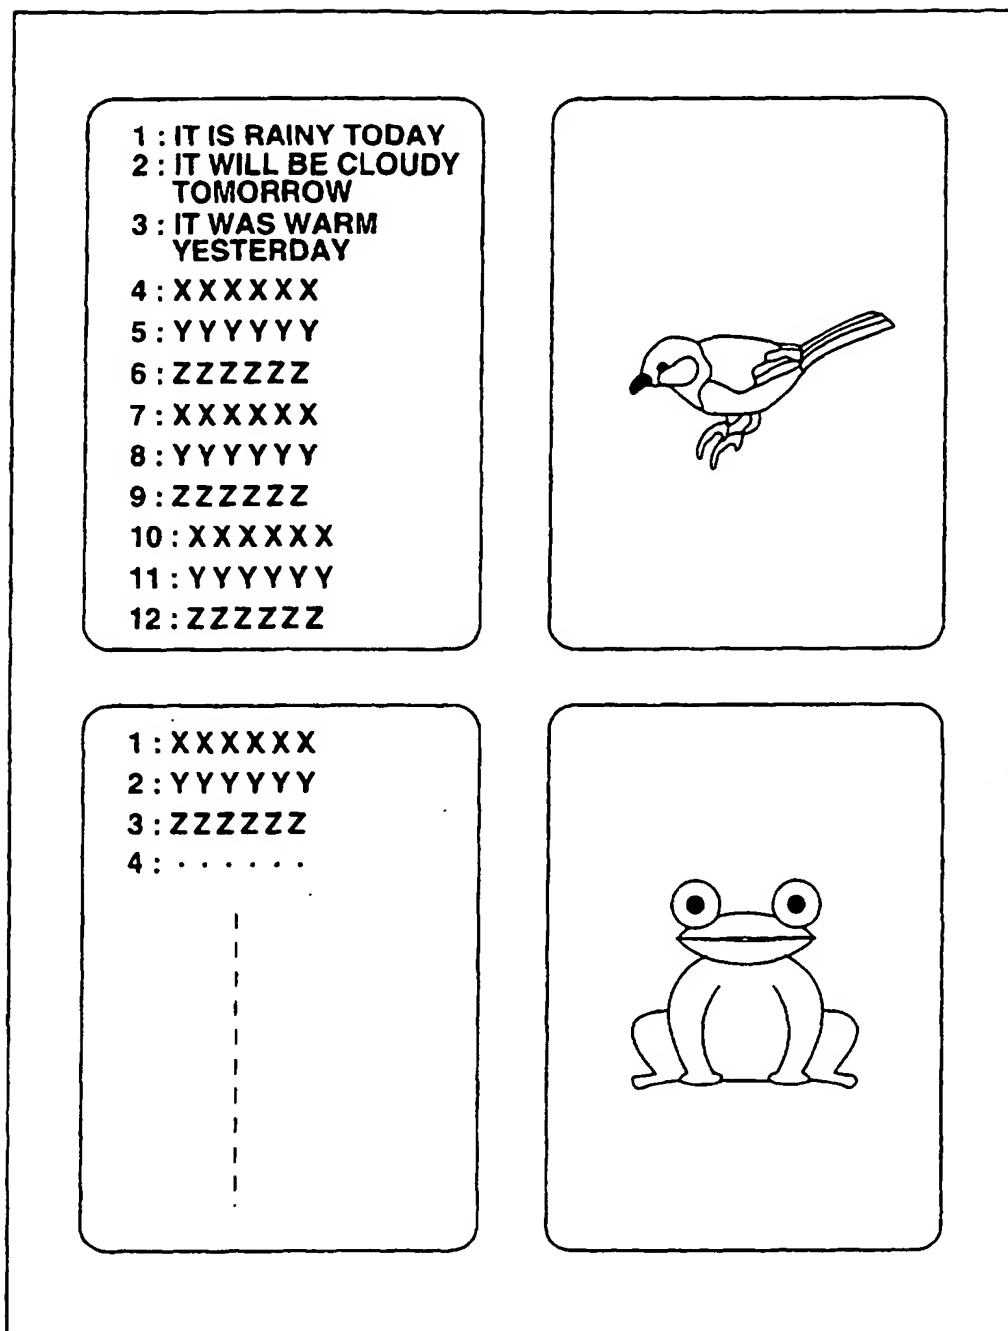 1 : IT IS RAINY TODAY
2 : IT WILL BE CLOUDY
TOMORROW
3 : IT WAS WARM
YESTERDAY
4 : XXXXXX
5 : YYYYYY
6 : ZZZZZZ
7 : XXXXXX
8 : YYYYYY
9 : ZZZZZZ
10 : XXXXXX
11 : YYYYYY
12 : ZZZZZZ
1 : XXXXXX
2 : YYYYYY
3 : ZZZZZZ
4 : · · · · · ·